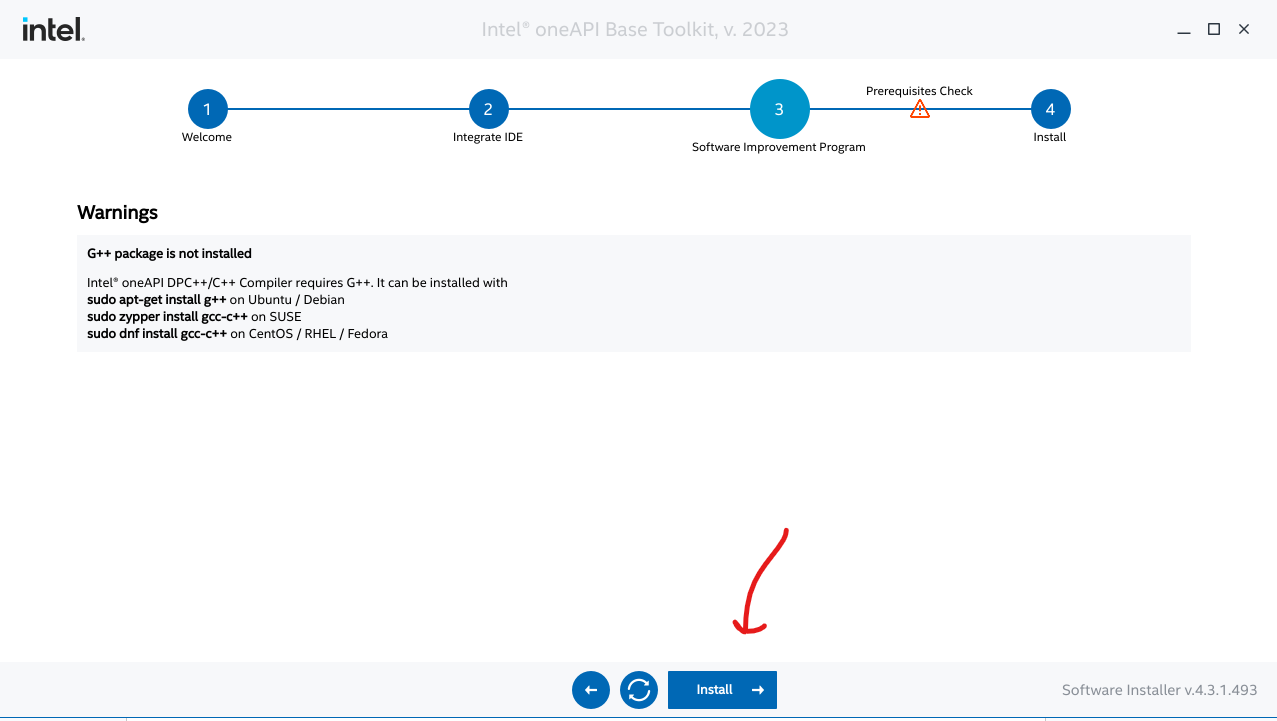 intel.
Intel® oneAPI Base Toolkit, v. 2023
Prerequisites Check
1
2
3
4
Welcome
Integrate IDE
Software Improvement Program
Install
Warnings
G++ package is not installed
Intel® oneAPI DPC++/C++ Compiler requires G++. It can be installed with
sudo apt-get install g++ on Ubuntu / Debian
sudo zypper install gcc-c++ on SUSE
sudo dnf install gcc-c++ on CentOS / RHEL / Fedora
Install
Software Installer v.4.3.1.493